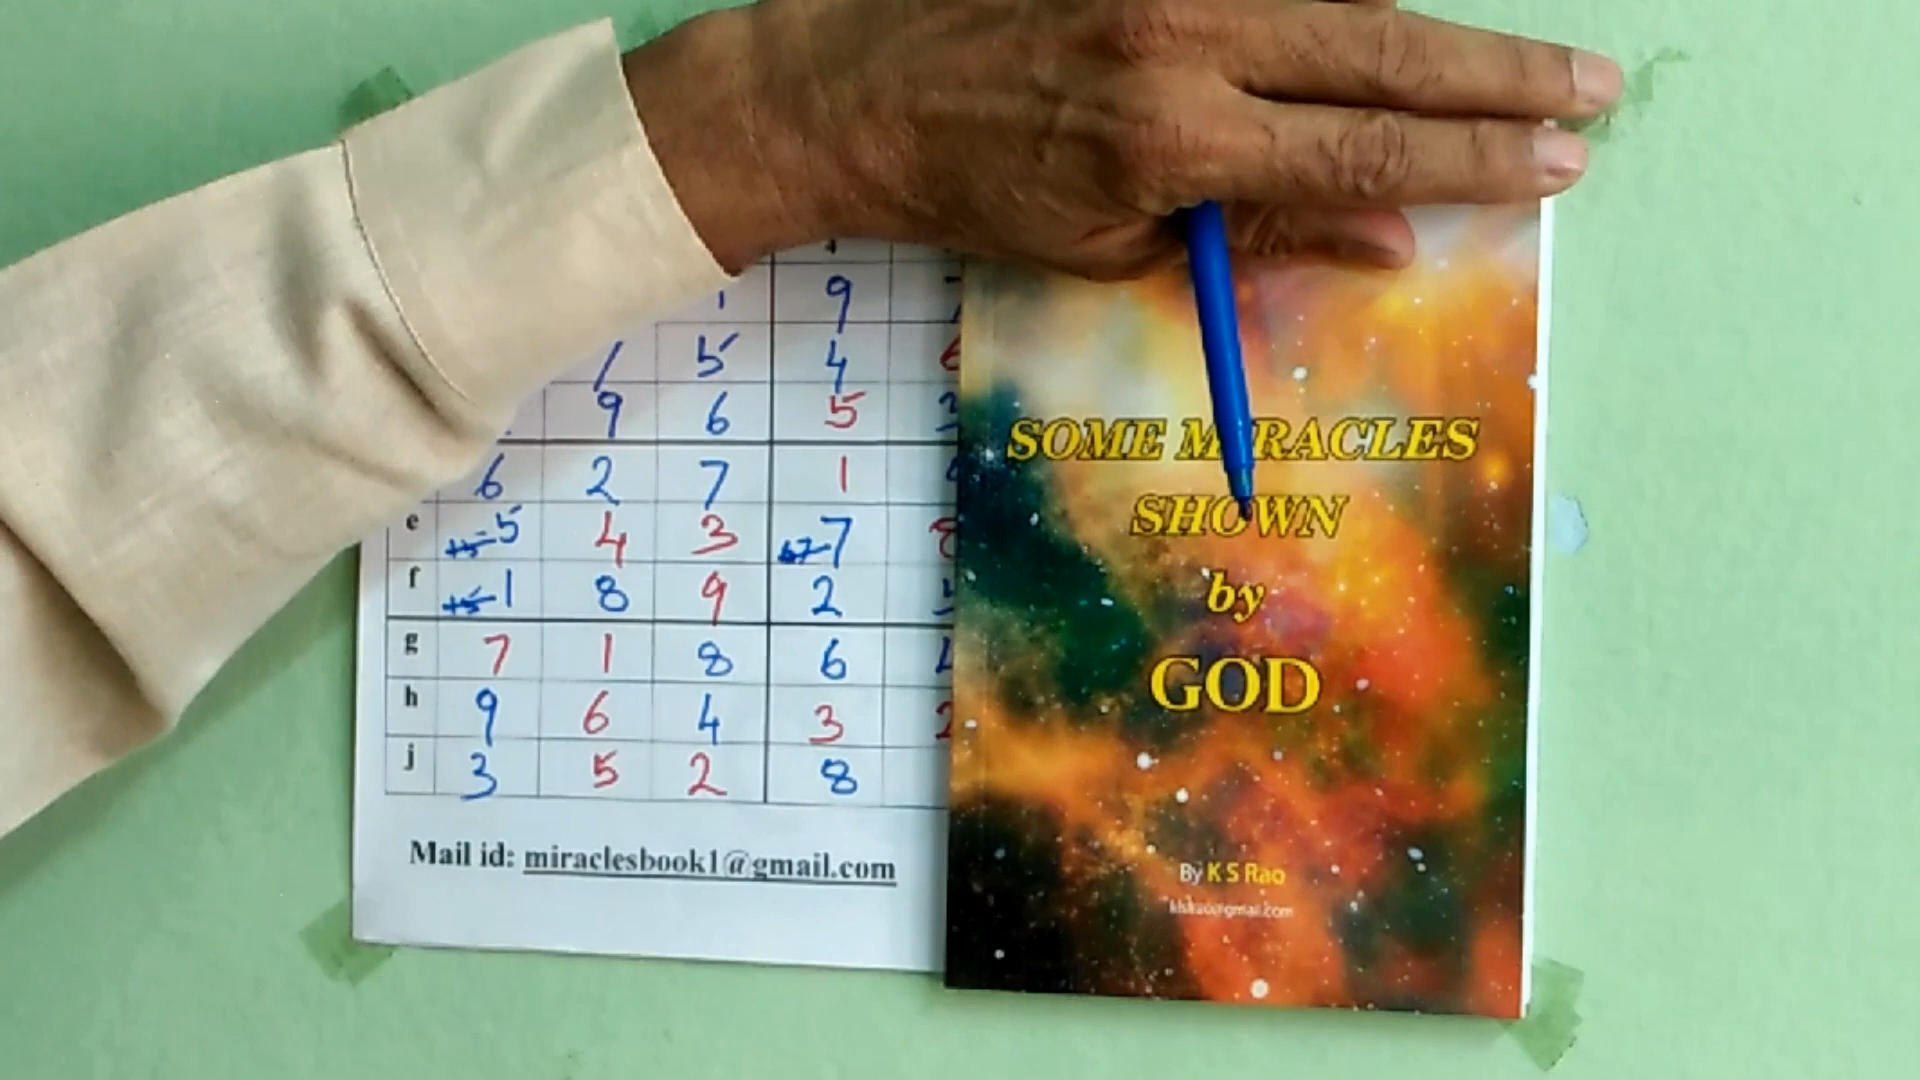 9
5 4
9 6 5
6 2 7 1
e 5 4 3 7
f 1 8 9 2
g 7 1 8 6
h 9 6 4 3 2
j 3 5 2 8
Mail id: miraclesbook1@gmail.com
SOME MIRACLES
SHOWN
by
GOD
By K S Rao